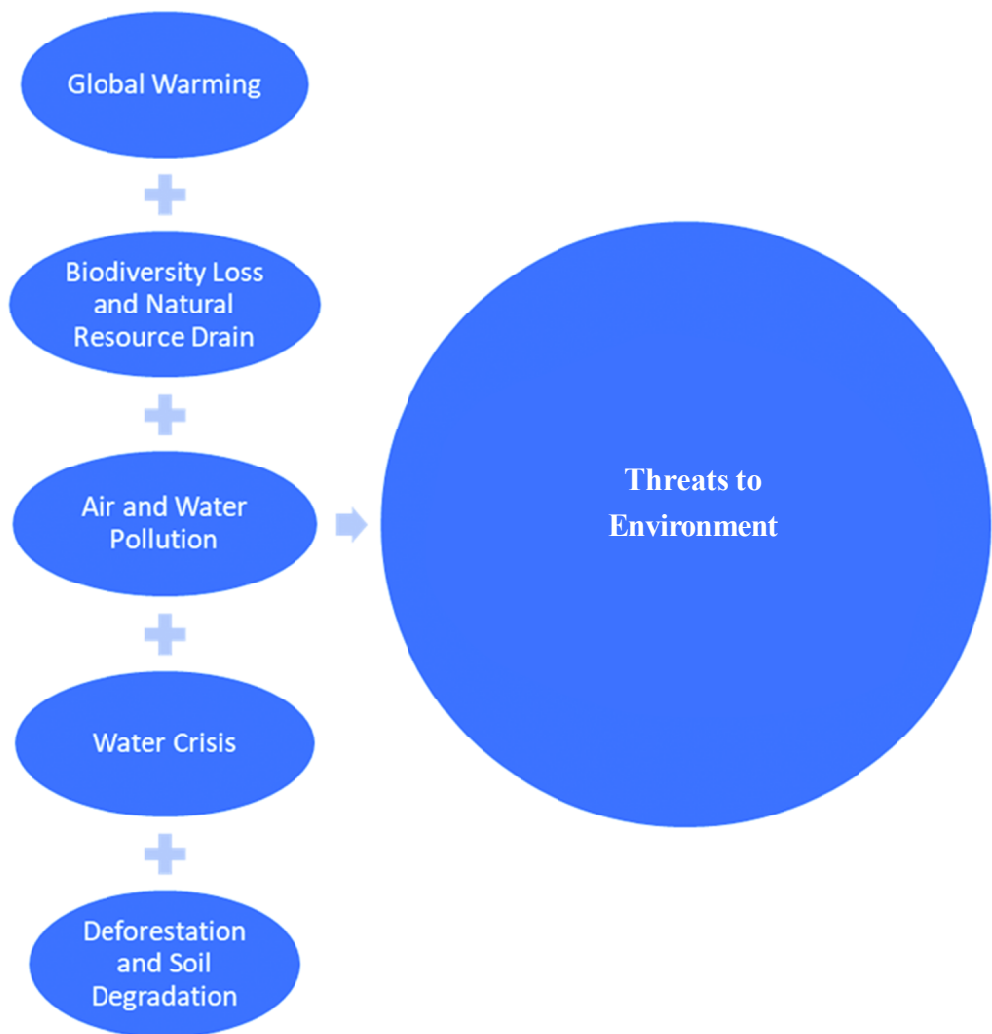 Global Warming
Biodiversity Loss
and Natural
Resource Drain
Air and Water
Pollution
Water Crisis
Deforestation
and Soil
Degradation
Threats to
Environment